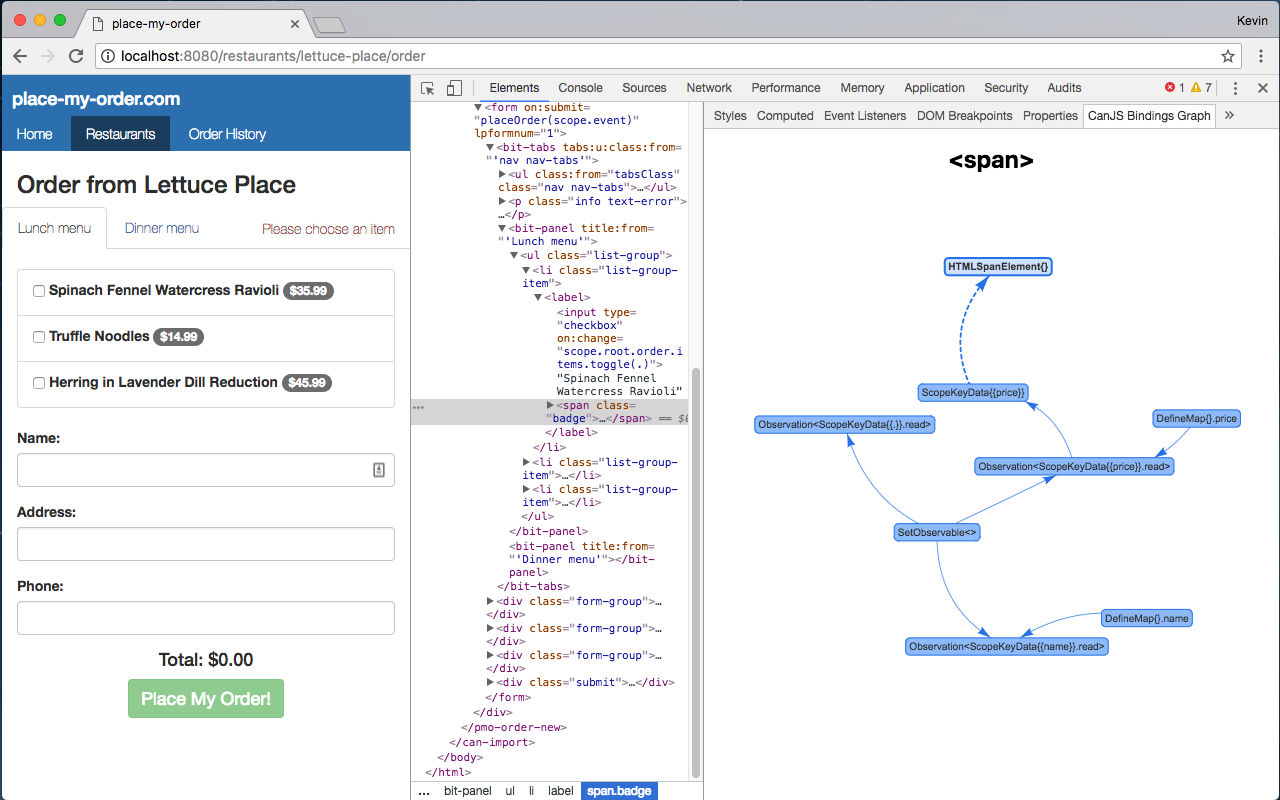 place-my-order
Kevin
localhost:8080/restaurants/lettuce-place/order
place-my-order.com
Home
Restaurants
Order History
Order from Lettuce Place
Lunch menu
Dinner menu
Please choose an item
Spinach Fennel Watercress Ravioli $35.99
Truffle Noodles $14.99
Herring in Lavender Dill Reduction $45.99
Name:
Address:
Phone:
Total: $0.00
Place My Order!
Elements
Console
Sources
Network
Performance
Memory
Application
Security
Audits
1
7
▼<form on:submit=
"placeOrder(scope.event)"
lpformnum="1">
▼<bit-tabs tabs:u:class:from=
"'nav nav-tabs'">
▶<ul class:from="tabsClass"
class="nav nav-tabs">…</ul>
▶<p class="info text-error">
…</p>
▼<bit-panel title:from=
"'Lunch menu'">
▼<ul class="list-group">
▼<li class="list-group-
item">
▼<label>
<input type=
"checkbox"
on:change=
"scope.root.order.i
tems.toggle(.)">
"Spinach Fennel
Watercress Ravioli"
… ▶<span class=
"badge">…</span> ==
</label>
</li>
▶<li class="list-group-
item">…</li>
▶<li class="list-group-
item">…</li>
</ul>
</bit-panel>
<bit-panel title:from=
"'Dinner menu'"></bit-
panel>
</bit-tabs>
▶<div class="form-group">…
</div>
▶<div class="form-group">…
</div>
▶<div class="form-group">…
</div>
▶<div class="submit">…</div>
</form>
</div>
</pmo-order-new>
</can-import>
</body>
</html>
… bit-panel ul li label span.badge
Styles
Computed
Event Listeners
DOM Breakpoints
Properties
CanJS Bindings Graph
»
<span>
HTMLSpanElement{}
ScopeKeyData{{price}}
Observation<ScopeKeyData{{.}}.read>
DefineMap{}.price
Observation<ScopeKeyData{{price}}.read>
SetObservable<>
DefineMap{}.name
Observation<ScopeKeyData{{name}}.read>